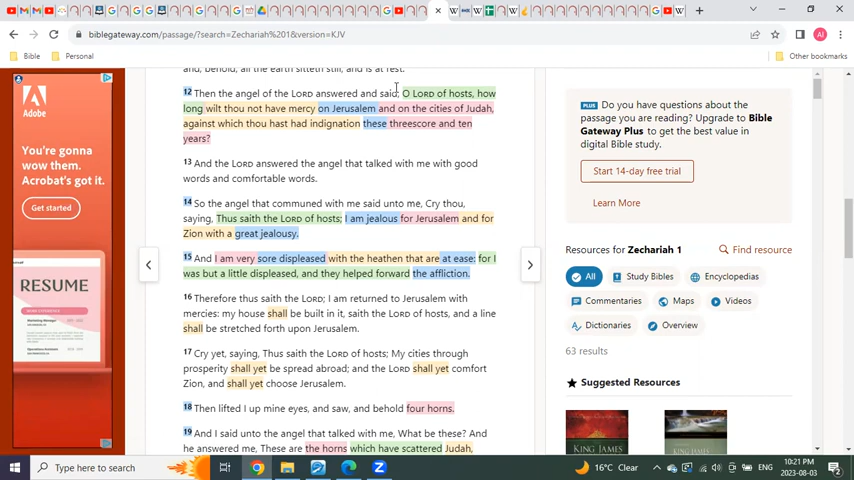 biblegateway.com/passage/?search=Zechariah%201&version=KJV
Bible
Personal
Other bookmarks
and, behold, all the earth sitteth still, and is at rest.
12 Then the angel of the LORD answered and said, O LORD of hosts, how
long wilt thou not have mercy on Jerusalem and on the cities of Judah,
against which thou hast had indignation these threescore and ten
years?
13 And the LORD answered the angel that talked with me with good
words and comfortable words.
14 So the angel that communed with me said unto me, Cry thou,
saying, Thus saith the LORD of hosts; I am jealous for Jerusalem and for
Zion with a great jealousy.
15 And I am very sore displeased with the heathen that are at ease: for I
was but a little displeased, and they helped forward the affliction.
16 Therefore thus saith the LORD; I am returned to Jerusalem with
mercies: my house shall be built in it, saith the LORD of hosts, and a line
shall be stretched forth upon Jerusalem.
17 Cry yet, saying, Thus saith the LORD of hosts; My cities through
prosperity shall yet be spread abroad; and the LORD shall yet comfort
Zion, and shall yet choose Jerusalem.
18 Then lifted I up mine eyes, and saw, and behold four horns.
19 And I said unto the angel that talked with me, What be these? And
he answered me, These are the horns which have scattered Judah,
Adobe
You're gonna
wow them.
Acrobat's got it.
Get started
RESUME
PLUS Do you have questions about the
passage you are reading? Upgrade to Bible
Gateway Plus to get the best value in
digital Bible study.
Start 14-day free trial
Learn More
Resources for Zechariah 1
Find resource
All
Study Bibles
Encyclopedias
Commentaries
Maps
Videos
Dictionaries
Overview
63 results
Suggested Resources
KING JAMES
KING JAMES
Type here to search
16°C Clear
ENG
10:21 PM
2023-08-03
2